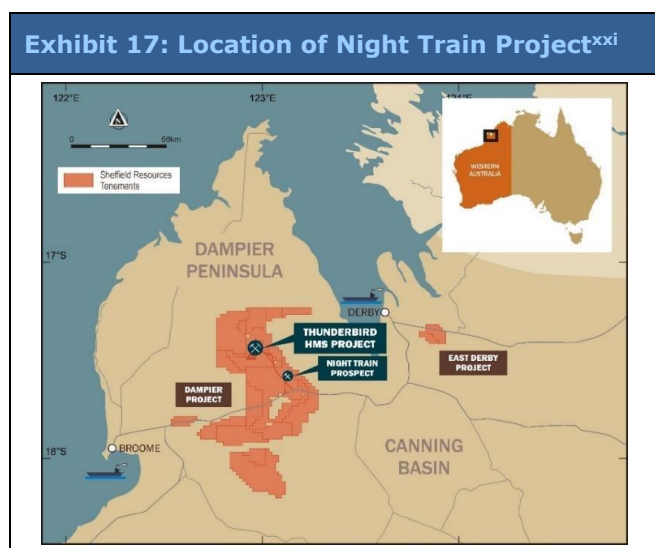 Exhibit 17: Location of Night Train Projectxxi
122°E
123°E
124°E
0
50km
Sheffield Resources
Tenements
WESTERN
AUSTRALIA
17°S
DAMPIER
PENINSULA
DERBY
THUNDERBIRD
HMS PROJECT
NIGHT TRAIN
PROSPECT
EAST DERBY
PROJECT
DAMPIER
PROJECT
BROOME
18°S
CANNING
BASIN